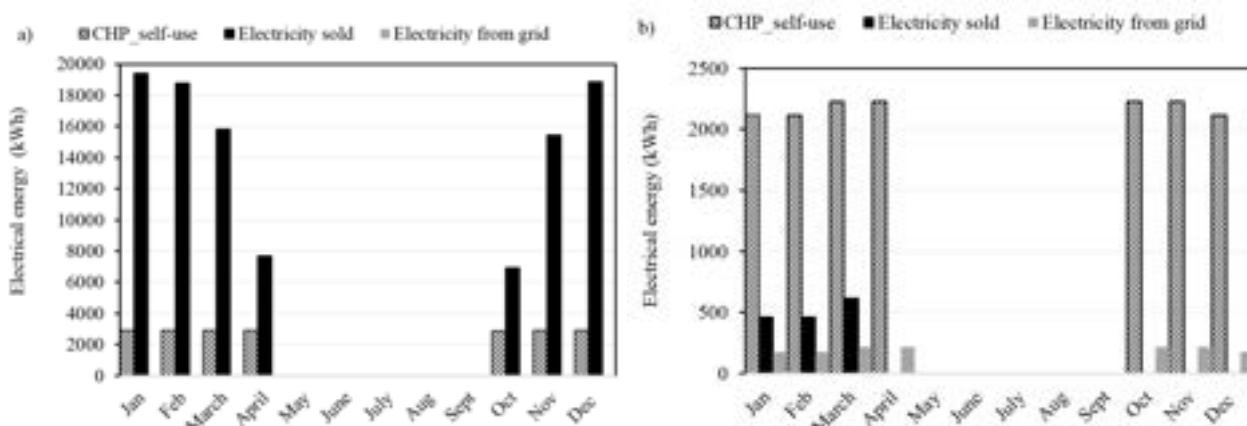 a) CHP_self-use Electricity sold Electricity from grid
Electrical energy (kWh)
20000
18000
16000
14000
12000
10000
8000
6000
4000
2000
0
Jan Feb March April May June July Aug Sept Oct Nov Dec
b) CHP_self-use Electricity sold Electricity from grid
Electrical energy (kWh)
2500
2000
1500
1000
500
0
Jan Feb March April May June July Aug Sept Oct Nov Dec